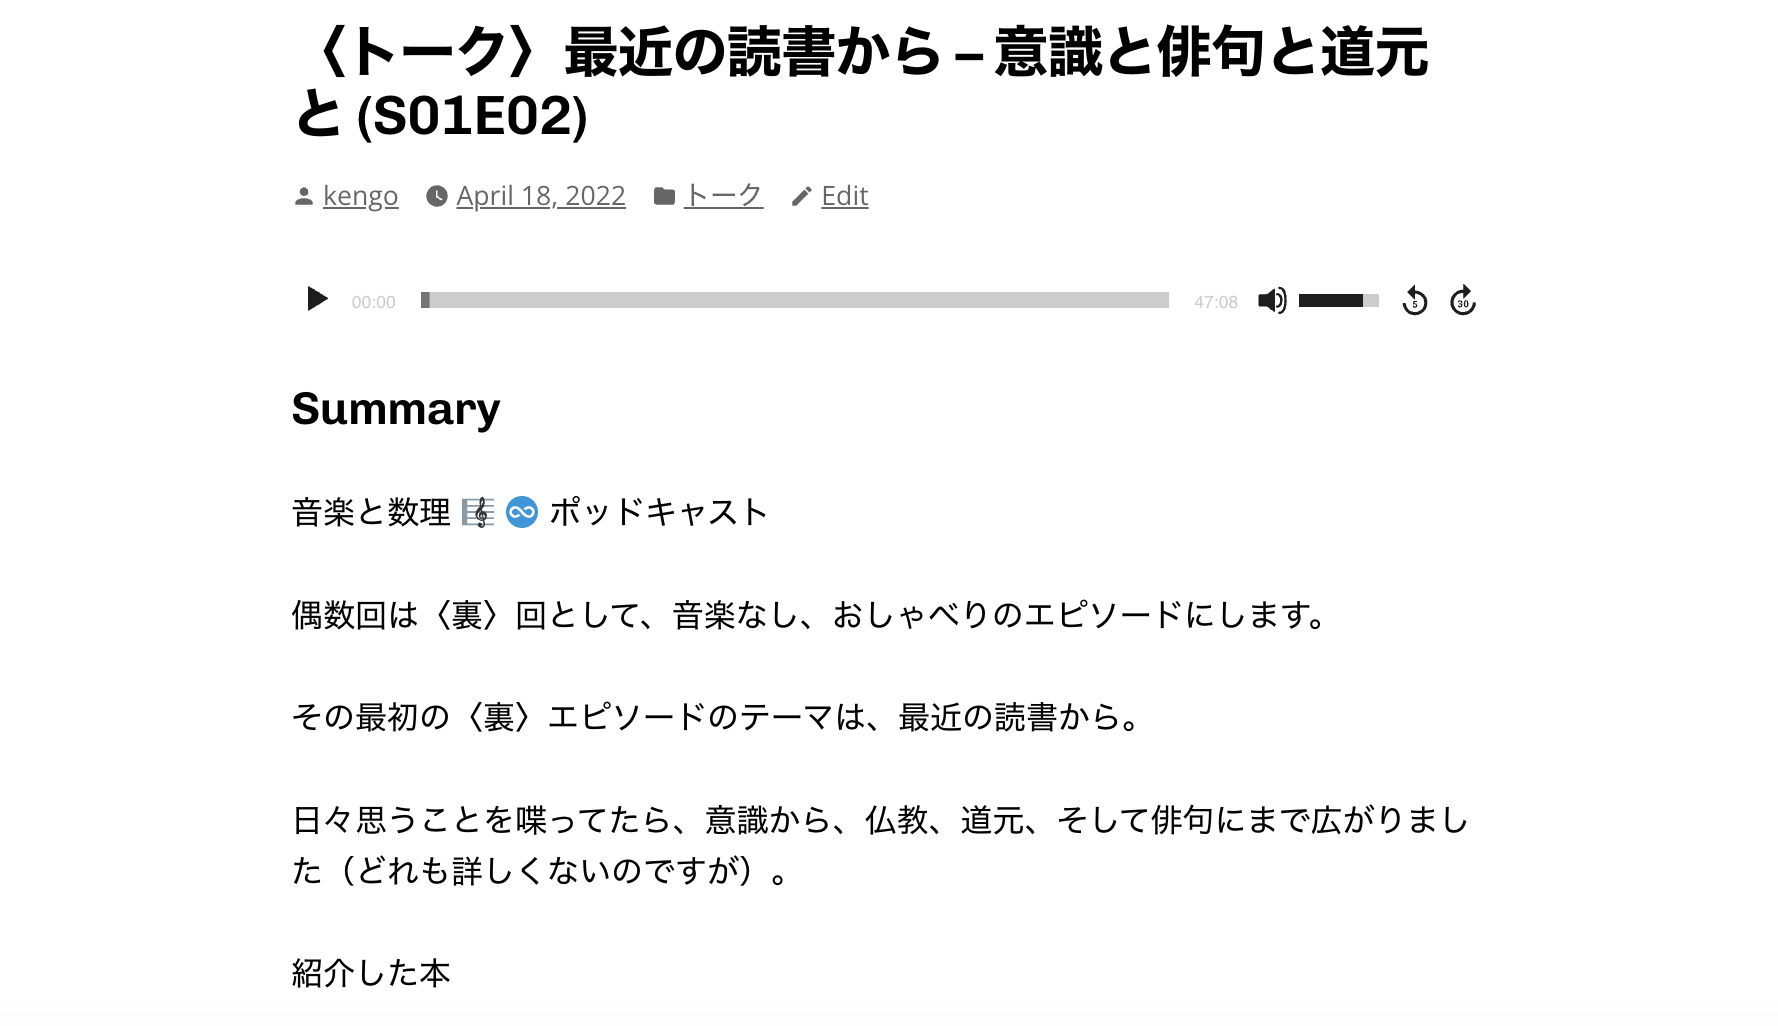 〈トーク〉最近の読書から – 意識と俳句と道元
と (S01E02)
kengo April 18, 2022 トーク Edit
00:00 47:08 5 30
Summary
音楽と数理 🎼 ♾ ポッドキャスト
偶数回は〈裏〉回として、音楽なし、おしゃべりのエピソードにします。
その最初の〈裏〉エピソードのテーマは、最近の読書から。
日々思うことを喋ってたら、意識から、仏教、道元、そして俳句にまで広がりまし
た（どれも詳しくないのですが）。
紹介した本